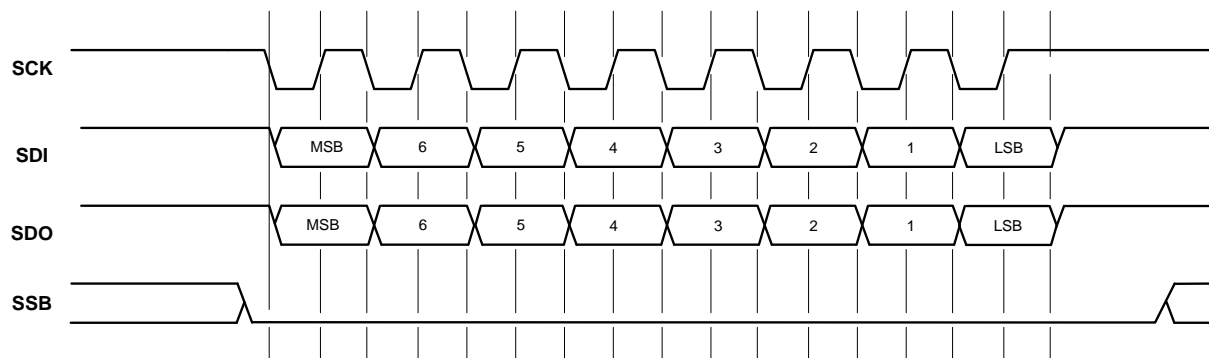 SCK
SDI MSB 6 5 4 3 2 1 LSB
SDO MSB 6 5 4 3 2 1 LSB
SSB